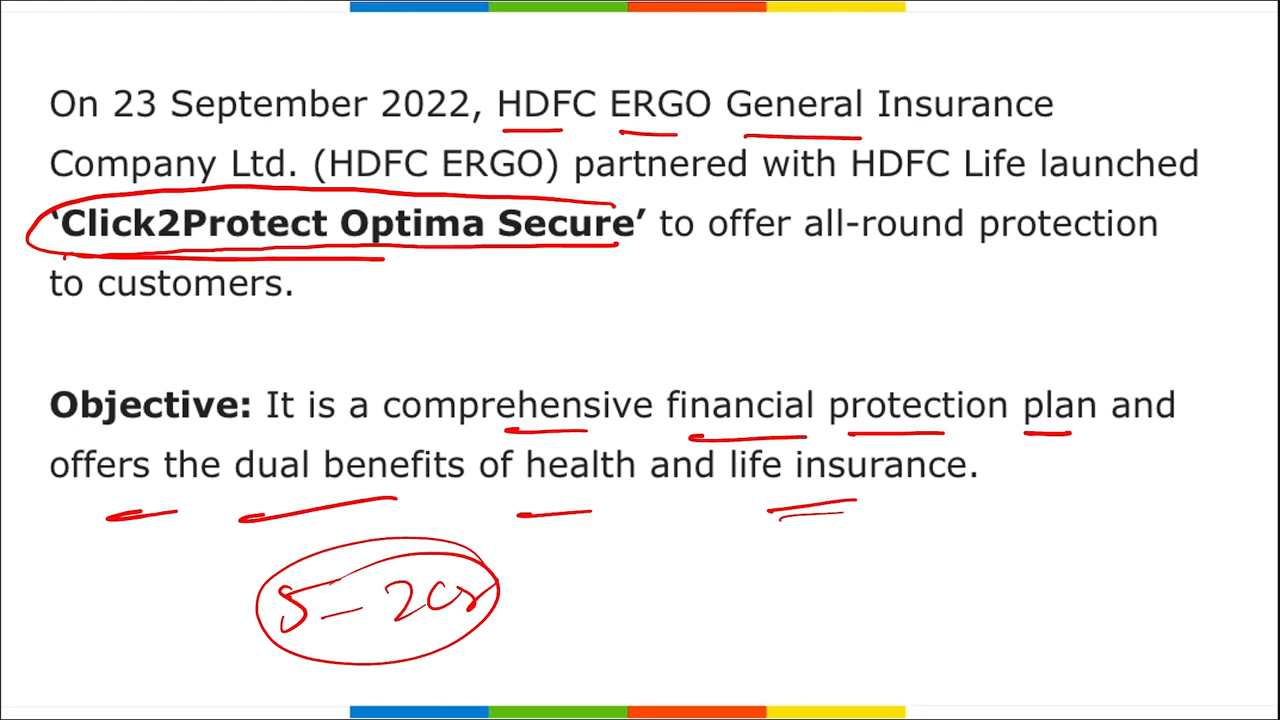 On 23 September 2022, HDFC ERGO General Insurance
Company Ltd. (HDFC ERGO) partnered with HDFC Life launched
‘Click2Protect Optima Secure’ to offer all-round protection
to customers.
Objective: It is a comprehensive financial protection plan and
offers the dual benefits of health and life insurance.
5 – 2Cr